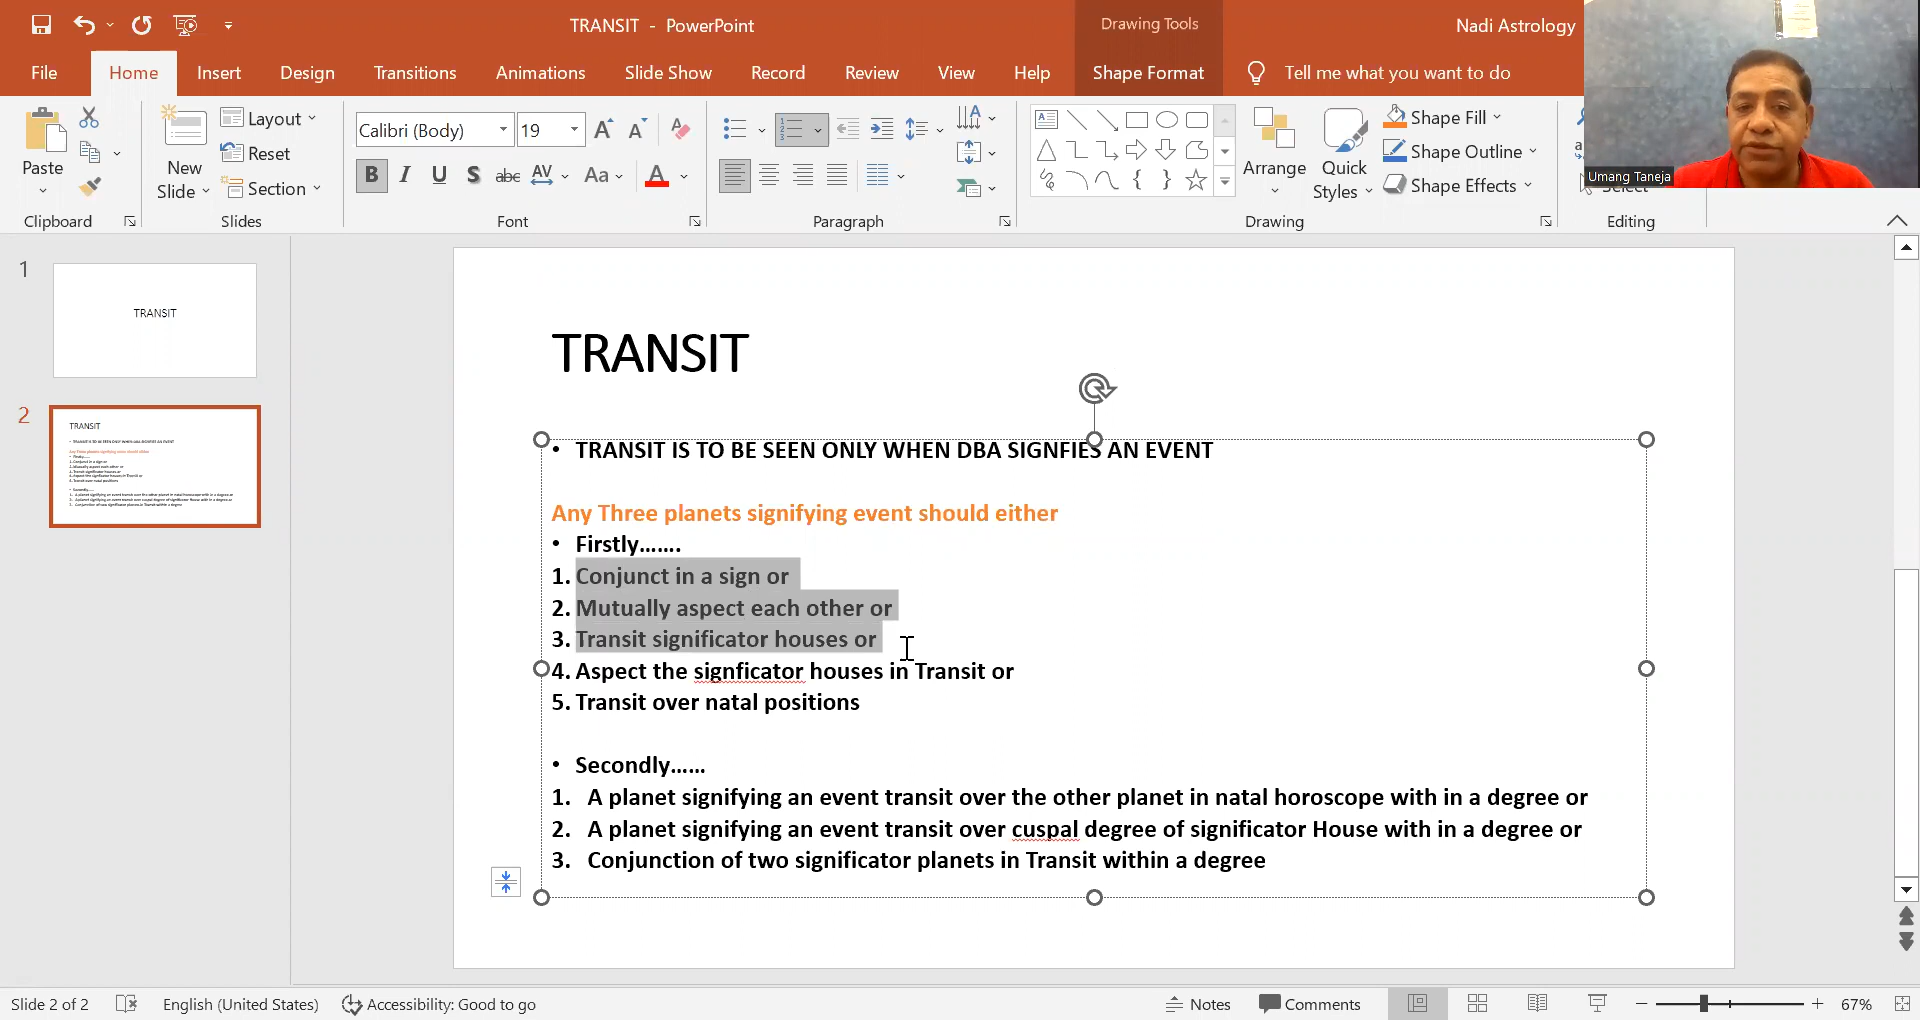 TRANSIT - PowerPoint
Drawing Tools
Nadi Astrology
File
Home
Insert
Design
Transitions
Animations
Slide Show
Record
Review
View
Help
Shape Format
Tell me what you want to do
Paste
New
Slide
Layout
Reset
Section
Calibri (Body)
19
Arrange
Quick
Styles
Shape Fill
Shape Outline
Shape Effects
Select
Umang Taneja
Clipboard
Slides
Font
Paragraph
Drawing
Editing
1
TRANSIT
2
TRANSIT
• TRANSIT IS TO BE SEEN ONLY WHEN DBA SIGNFIES AN EVENT
Any Three planets signifying event should either
• Firstly…….
1. Conjunct in a sign or
2. Mutually aspect each other or
3. Transit significator houses or
4. Aspect the signficator houses in Transit or
5. Transit over natal positions
• Secondly……
1. A planet signifying an event transit over the other planet in natal horoscope with in a degree or
2. A planet signifying an event transit over cuspal degree of significator House with in a degree or
3. Conjunction of two significator planets in Transit within a degree
Slide 2 of 2
English (United States)
Accessibility: Good to go
Notes
Comments
67%